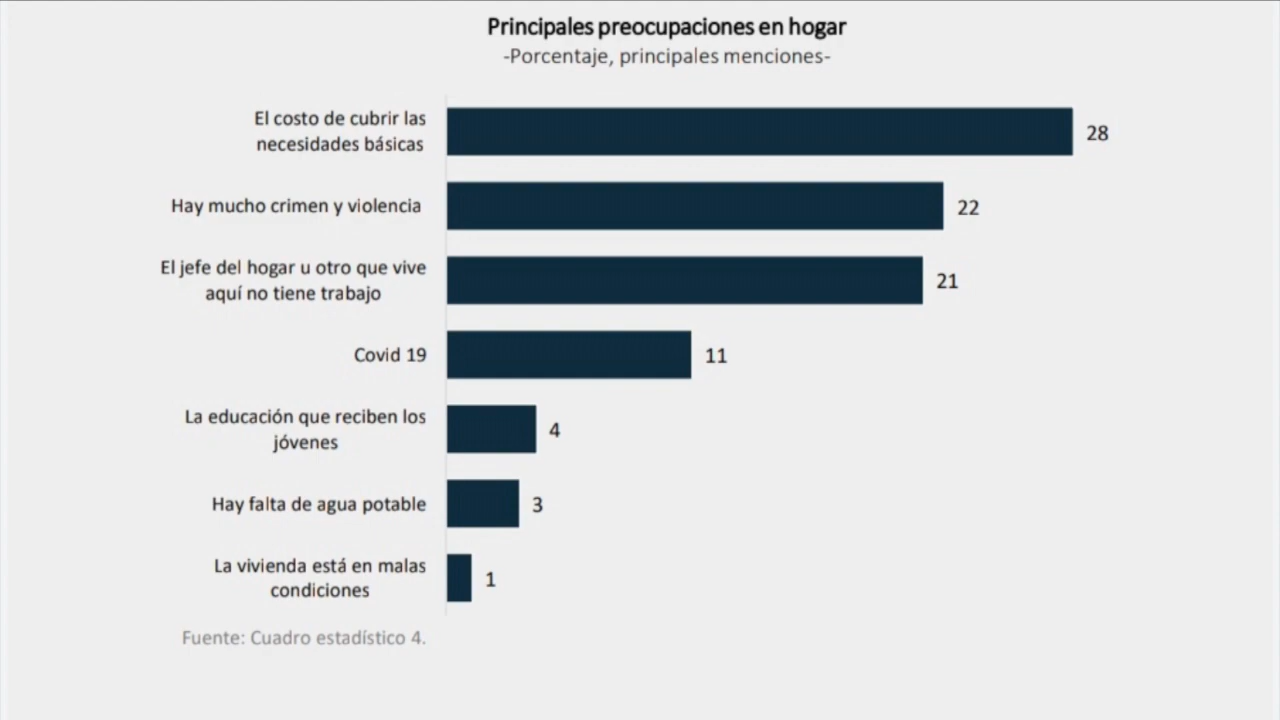 Principales preocupaciones en hogar
-Porcentaje, principales menciones-
El costo de cubrir las
necesidades básicas
28
Hay mucho crimen y violencia
22
El jefe del hogar u otro que vive
aquí no tiene trabajo
21
Covid 19
11
La educación que reciben los
jóvenes
4
Hay falta de agua potable
3
La vivienda está en malas
condiciones
1
Fuente: Cuadro estadístico 4.